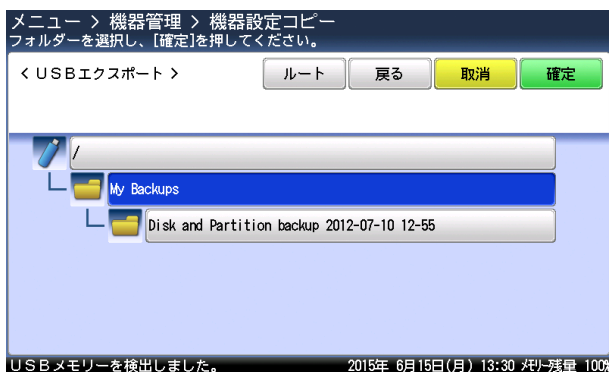 メニュー > 機器管理 > 機器設定コピー
フォルダーを選択し、[確定]を押してください。
<ＵＳＢエクスポート> ルート 戻る 取消 確定
/
My Backups
Disk and Partition backup 2012-07-10 12-55
ＵＳＢメモリーを検出しました。 2015年 6月15日(月) 13:30 ﾒﾓﾘｰ残量 100%